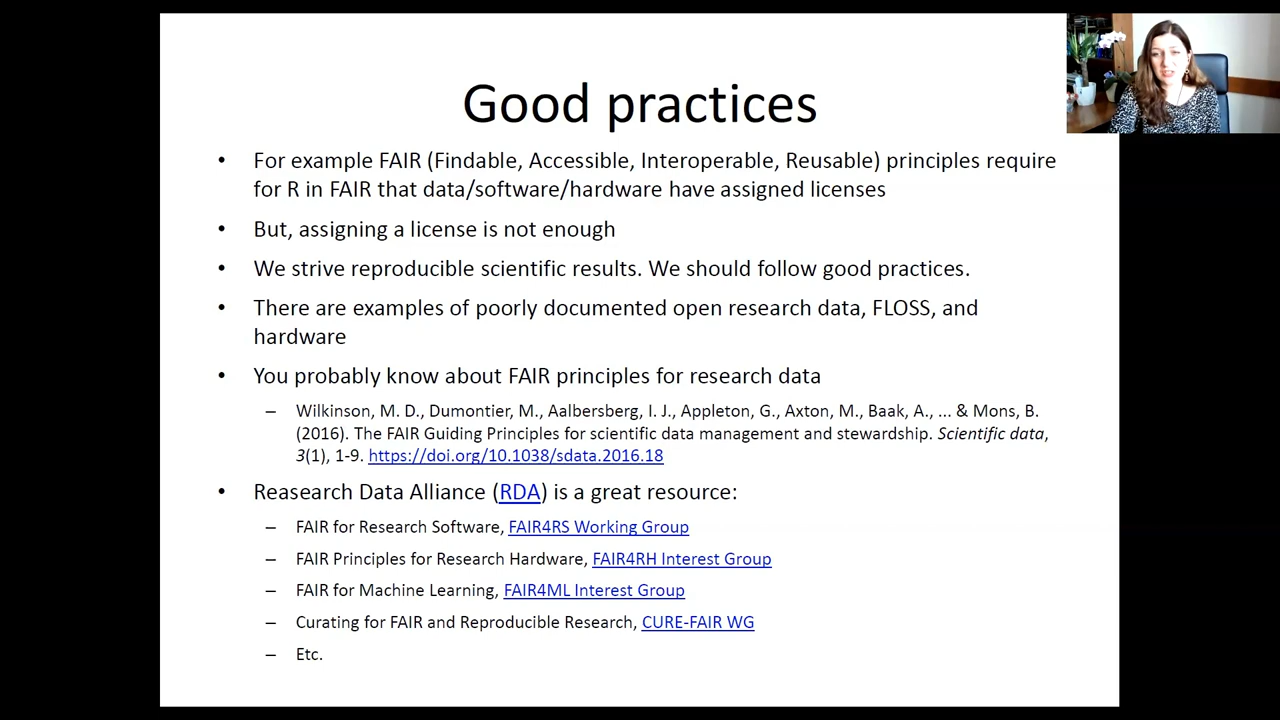 Good practices
• For example FAIR (Findable, Accessible, Interoperable, Reusable) principles require
for R in FAIR that data/software/hardware have assigned licenses
• But, assigning a license is not enough
• We strive reproducible scientific results. We should follow good practices.
• There are examples of poorly documented open research data, FLOSS, and
hardware
• You probably know about FAIR principles for research data
– Wilkinson, M. D., Dumontier, M., Aalbersberg, I. J., Appleton, G., Axton, M., Baak, A., ... & Mons, B.
(2016). The FAIR Guiding Principles for scientific data management and stewardship. Scientific data,
3(1), 1-9. https://doi.org/10.1038/sdata.2016.18
• Reasearch Data Alliance (RDA) is a great resource:
– FAIR for Research Software, FAIR4RS Working Group
– FAIR Principles for Research Hardware, FAIR4RH Interest Group
– FAIR for Machine Learning, FAIR4ML Interest Group
– Curating for FAIR and Reproducible Research, CURE-FAIR WG
– Etc.